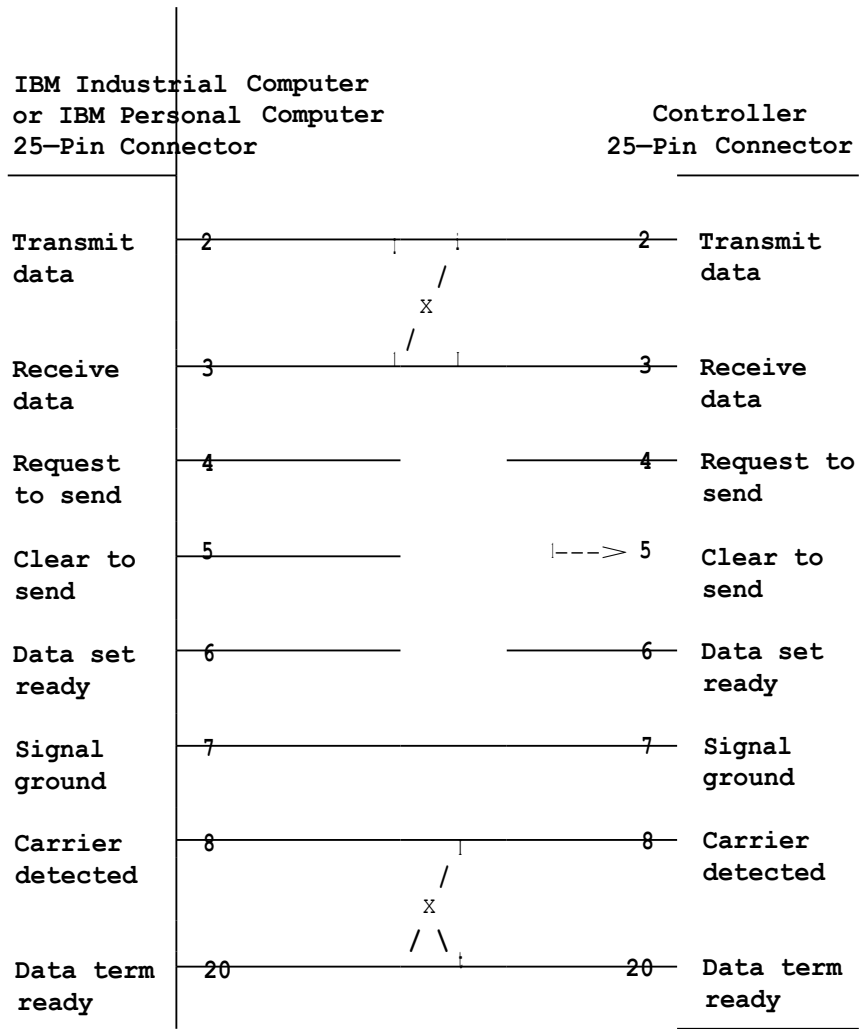 IBM Industrial Computer
or IBM Personal Computer
25—Pin Connector
Controller
25—Pin Connector
Transmit
data
2
2
Transmit
data
X
Receive
data
3
3
Receive
data
Request
to send
4
4
Request to
send
Clear to
send
5
5
Clear to
send
Data set
ready
6
6
Data set
ready
Signal
ground
7
7
Signal
ground
Carrier
detected
8
8
Carrier
detected
X
Data term
ready
20
20
Data term
ready